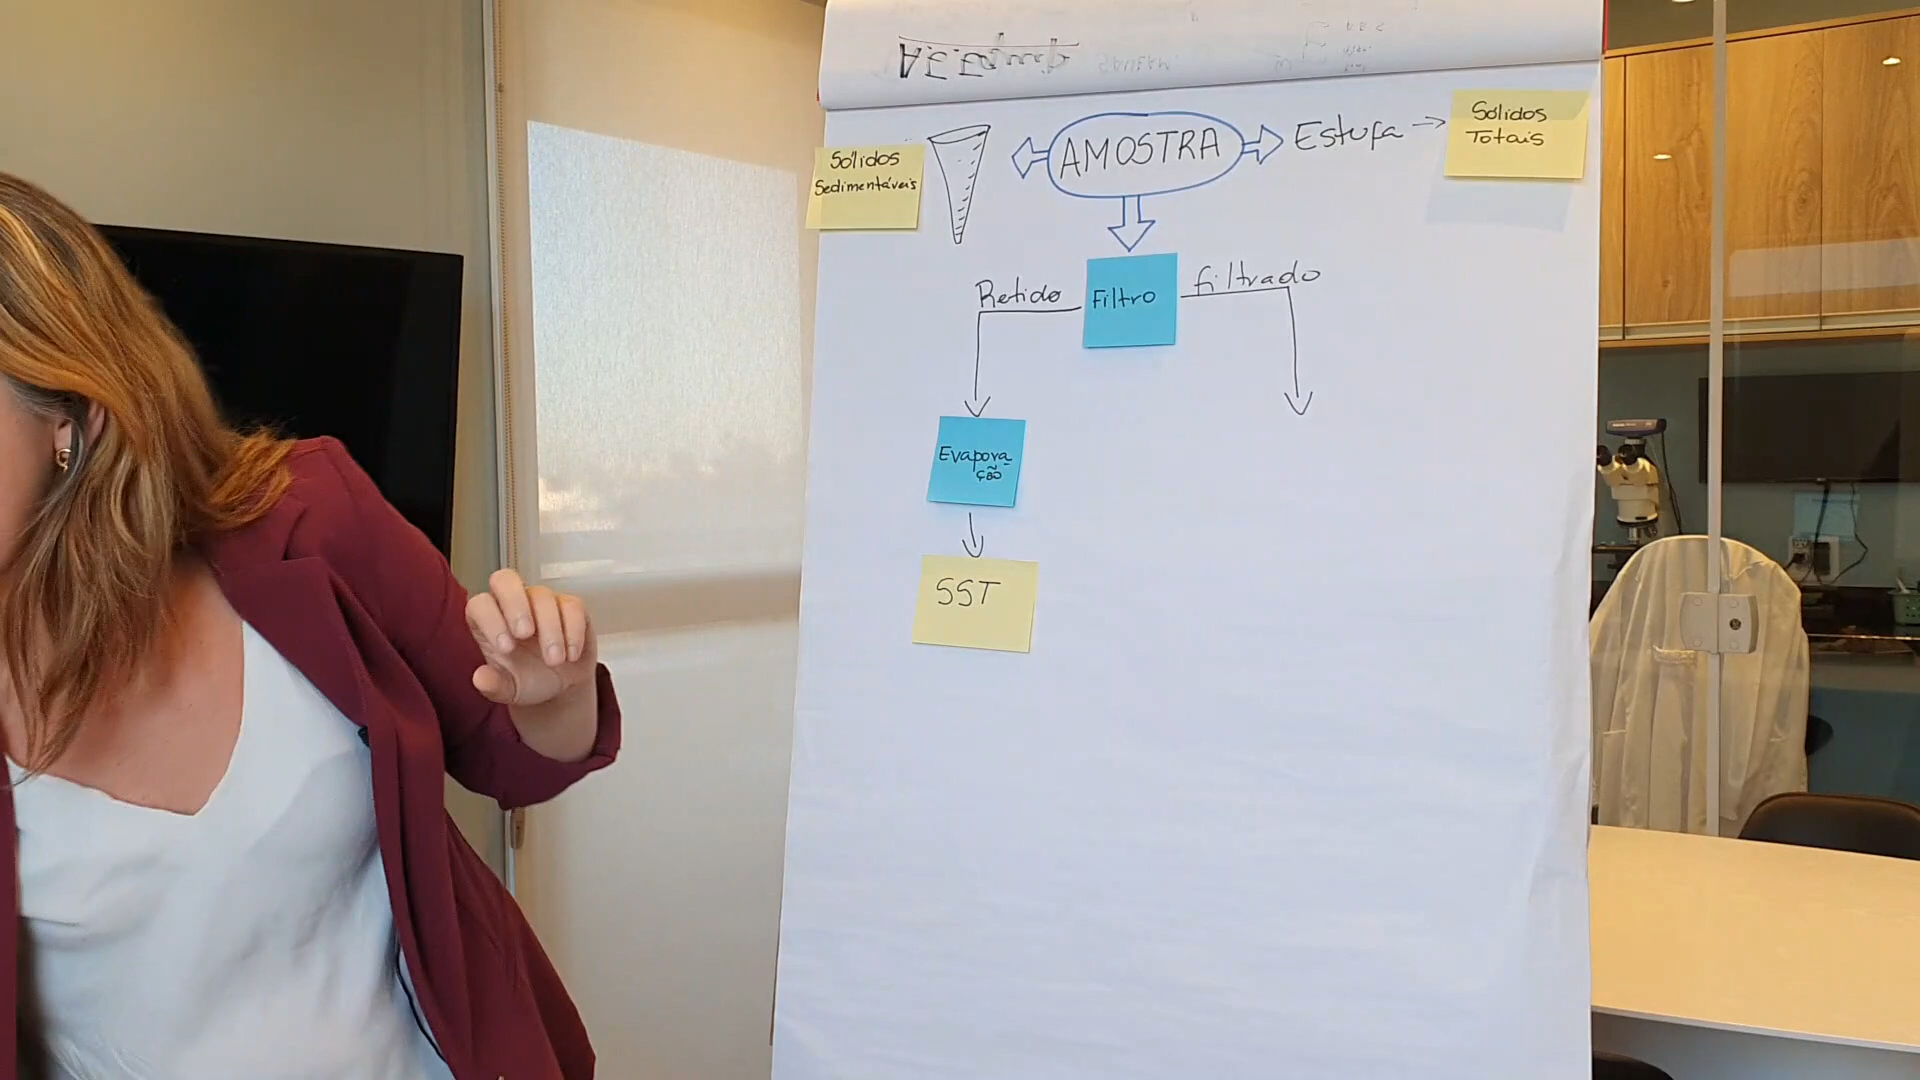 Sólidos
Sedimentáveis
AMOSTRA
Estufa
Sólidos
Totais
Retido
Filtro
filtrado
Evapora-
ção
SST